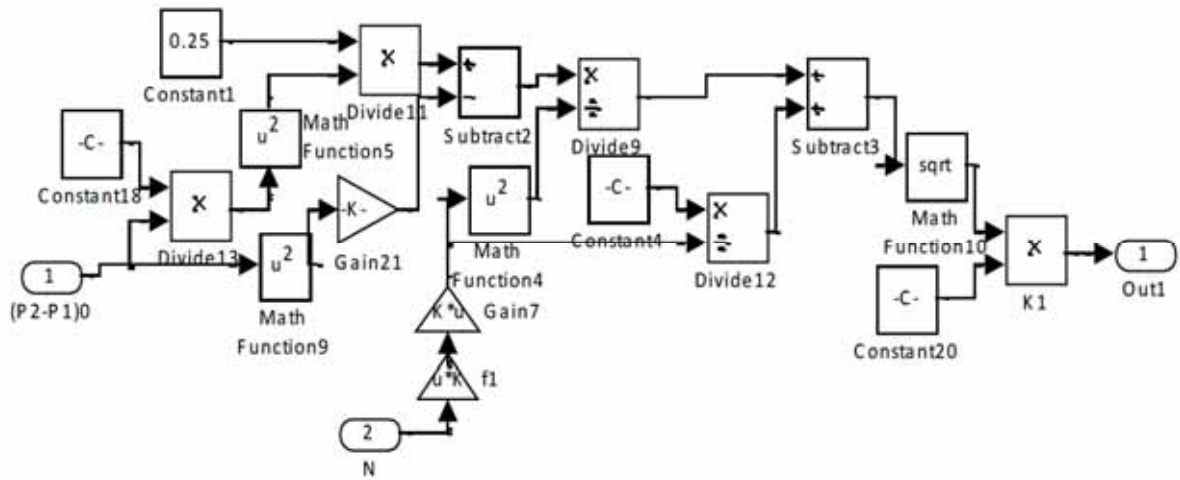 0.25
Constant1
x
Divide11
+
-
Subtract2
x
÷
Divide9
+
+
Subtract3
-C-
Constant18
u2
Math
Function5
x
Divide13
-K-
Gain21
u2
Math
Function4
-C-
Constant4
x
÷
Divide12
sqrt
Math
Function10
1
(P2-P1)0
u2
Math
Function9
K*u
Gain7
u*K
f1
2
N
-C-
Constant20
x
K1
1
Out1